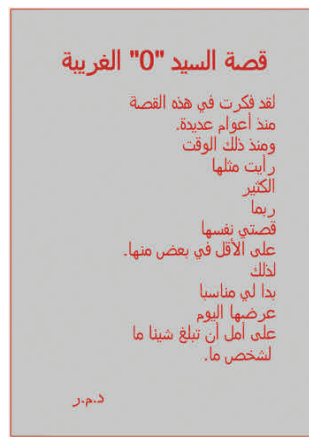 قصة السيد "0" الغريبة
لقد فكرت في هذه القصة
منذ أعوام عديدة.
ومنذ ذلك الوقت
رأيت مثلها
الكثير
ربما
قصتي نفسها
على الأقل في بعض منها.
لذلك
بدا لي مناسبا
عرضها اليوم
على أمل أن تبلغ شيئا ما
لشخص ما.
د.م.ر